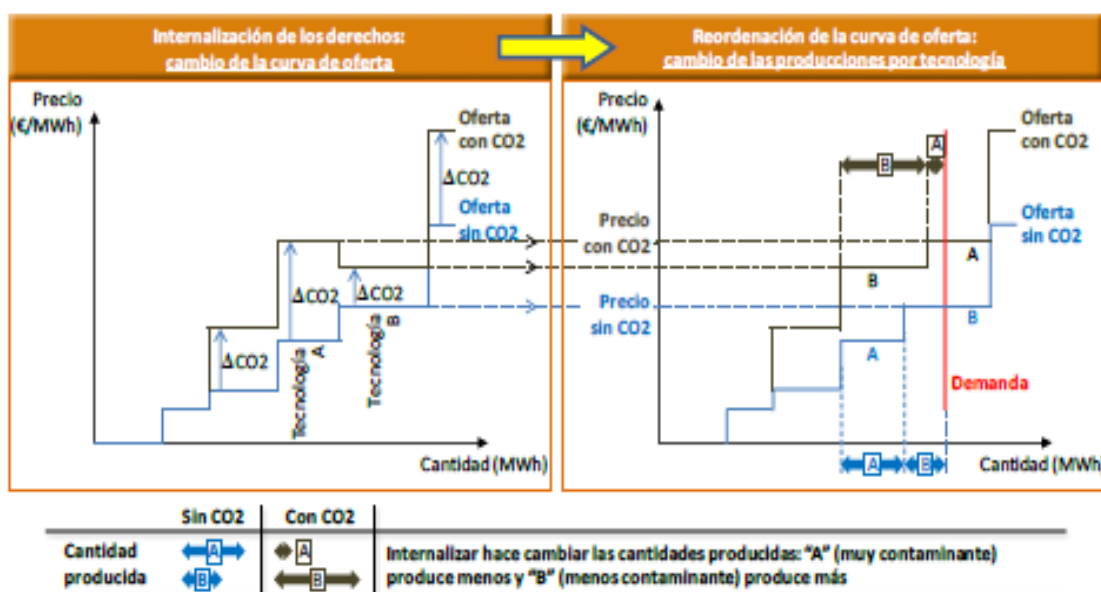 Internalización de los derechos:
cambio de la curva de oferta
Reordenación de la curva de oferta:
cambio de las producciones por tecnología
Precio
(€/MWh)
Oferta
con CO2
ΔCO2
Oferta
sin CO2
ΔCO2
ΔCO2
ΔCO2
Tecnología
A
Tecnología
B
Cantidad (MWh)
Precio
(€/MWh)
B
A
Oferta
con CO2
Precio
con CO2
Oferta
sin CO2
A
B
Precio
sin CO2
B
A
Demanda
A
B
Cantidad (MWh)
Sin CO2
Con CO2
Cantidad
producida
A
A
B
B
Internalizar hace cambiar las cantidades producidas: “A” (muy contaminante)
produce menos y “B” (menos contaminante) produce más